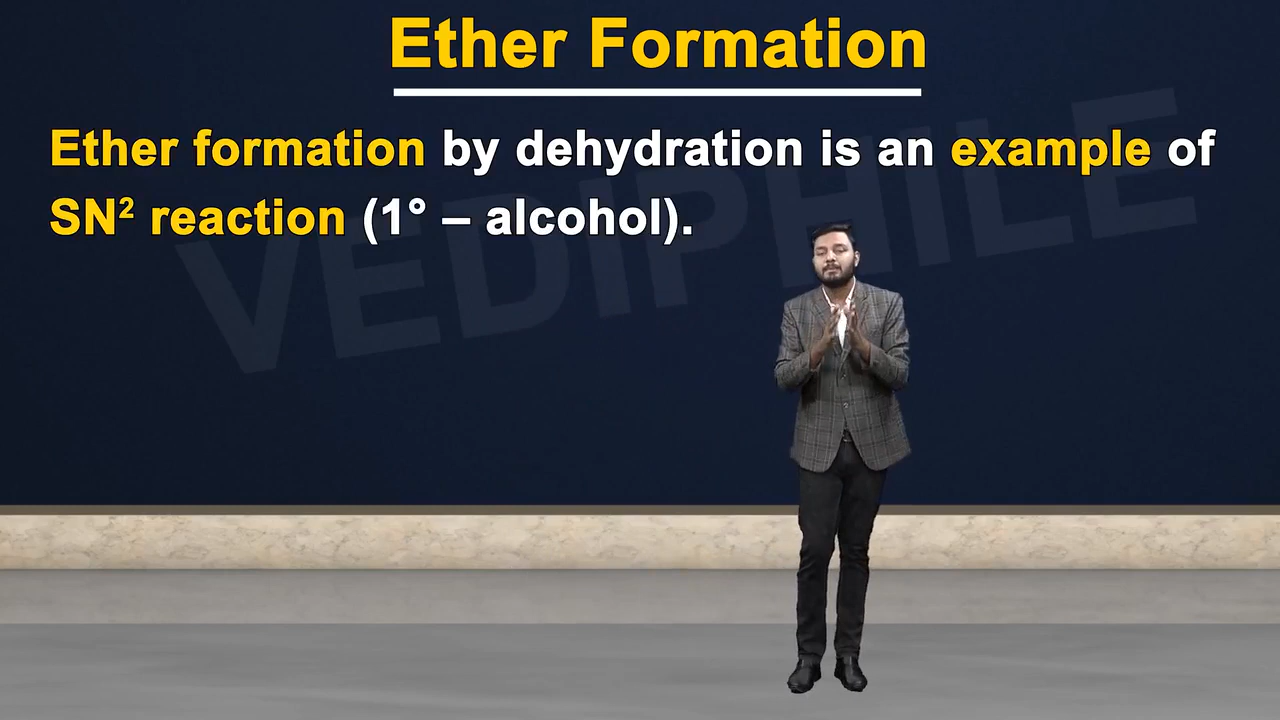 Ether Formation
Ether formation by dehydration is an example of
SN² reaction (1° – alcohol).
VEDIPHILE